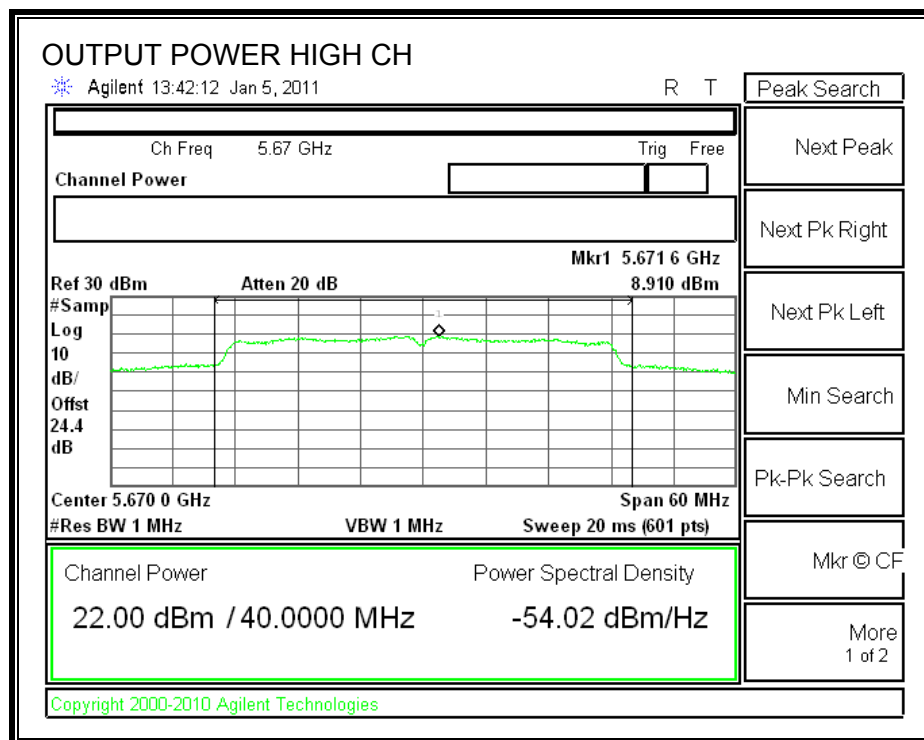 OUTPUT POWER HIGH CH
Agilent 13:42:12 Jan 5, 2011 R T
Peak Search
Ch Freq 5.67 GHz Trig Free
Channel Power
Next Peak
Next Pk Right
Mkr1 5.671 6 GHz
Ref 30 dBm Atten 20 dB 8.910 dBm
#Samp
Log
10
dB/
Offst
24.4
dB
1
Next Pk Left
Min Search
Pk-Pk Search
Center 5.670 0 GHz Span 60 MHz
#Res BW 1 MHz VBW 1 MHz Sweep 20 ms (601 pts)
Mkr © CF
Channel Power Power Spectral Density
22.00 dBm / 40.0000 MHz -54.02 dBm/Hz
More
1 of 2
Copyright 2000-2010 Agilent Technologies